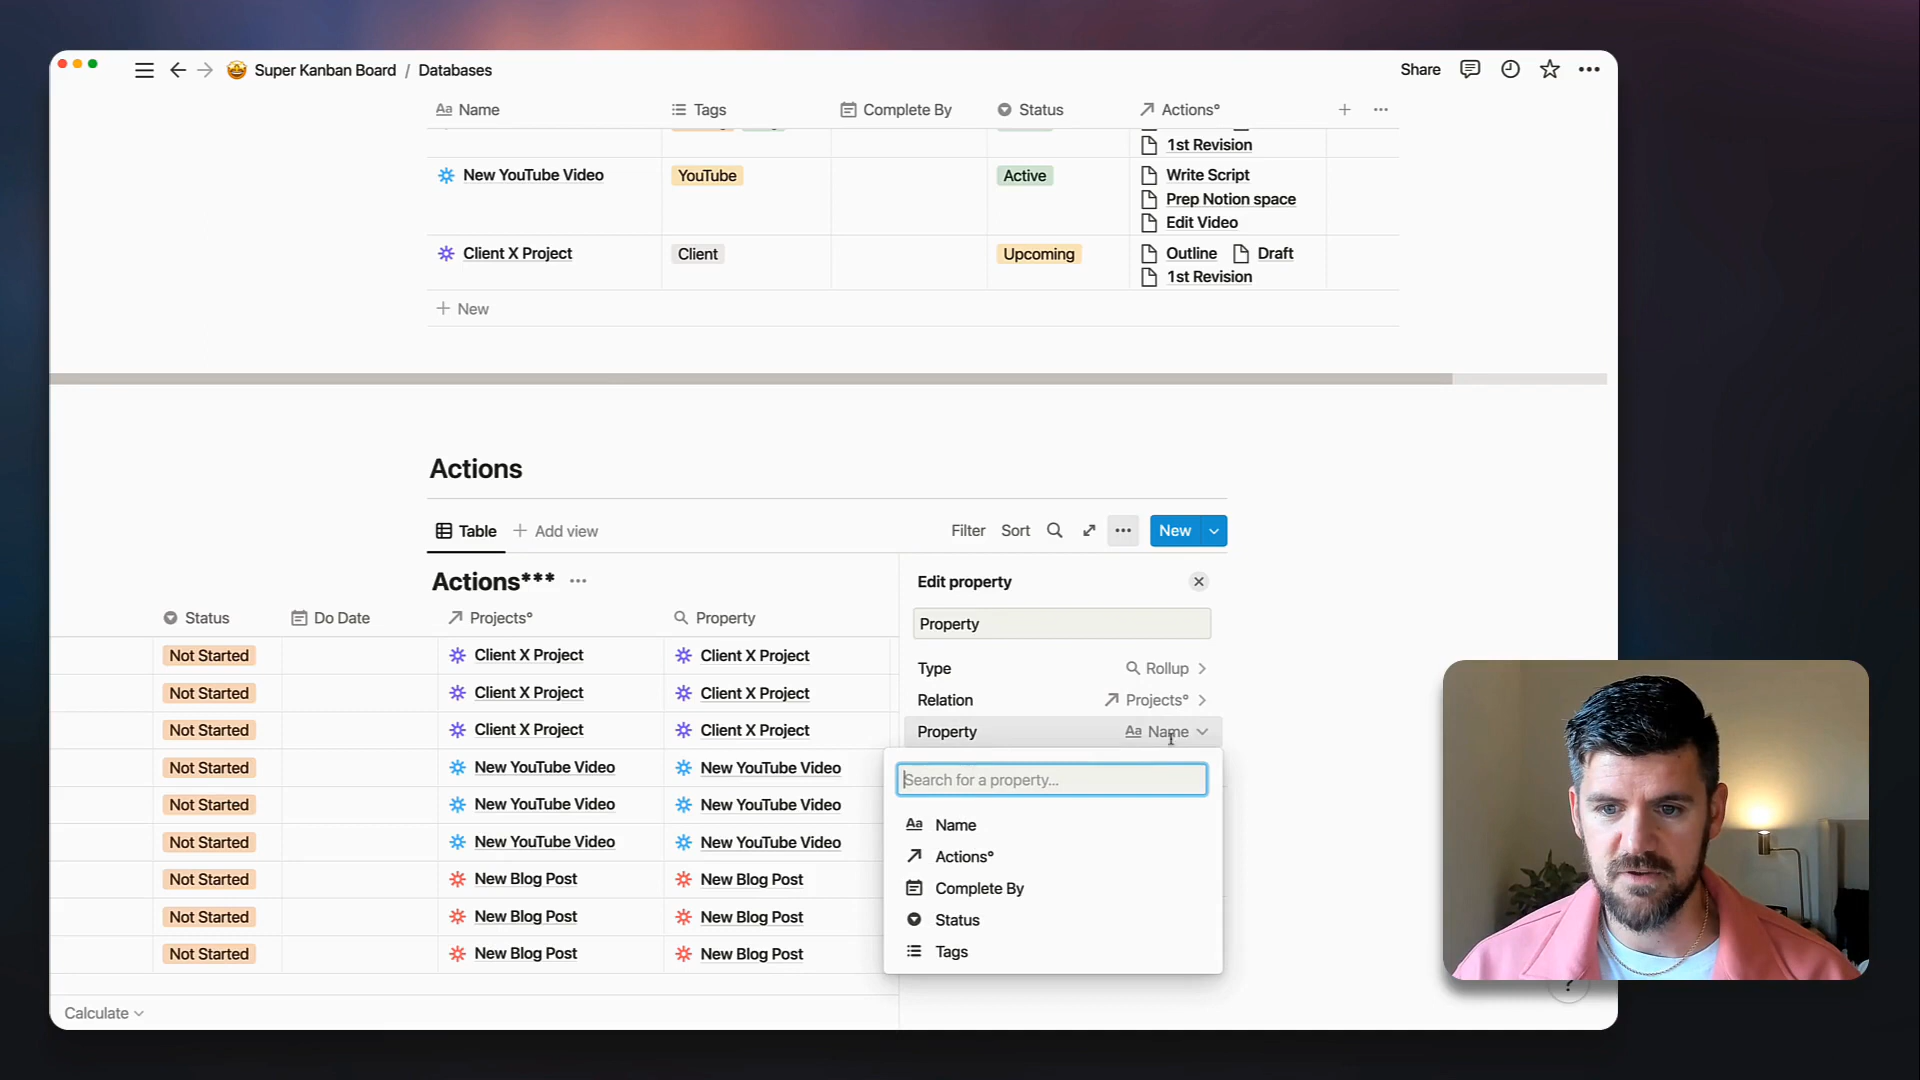 Super Kanban Board / Databases
Share
Aa Name Tags Complete By Status Actions°
1st Revision
New YouTube Video YouTube Active Write Script
Prep Notion space
Edit Video
Client X Project Client Upcoming Outline Draft
1st Revision
+ New
Actions
Table + Add view Filter Sort New
Actions***
Status Do Date Projects° Property
Not Started Client X Project Client X Project
Not Started Client X Project Client X Project
Not Started Client X Project Client X Project
Not Started New YouTube Video New YouTube Video
Not Started New YouTube Video New YouTube Video
Not Started New YouTube Video New YouTube Video
Not Started New Blog Post New Blog Post
Not Started New Blog Post New Blog Post
Not Started New Blog Post New Blog Post
Calculate
Edit property
Property
Type Rollup
Relation Projects°
Property Aa Name
Search for a property...
Aa Name
Actions°
Complete By
Status
Tags
?